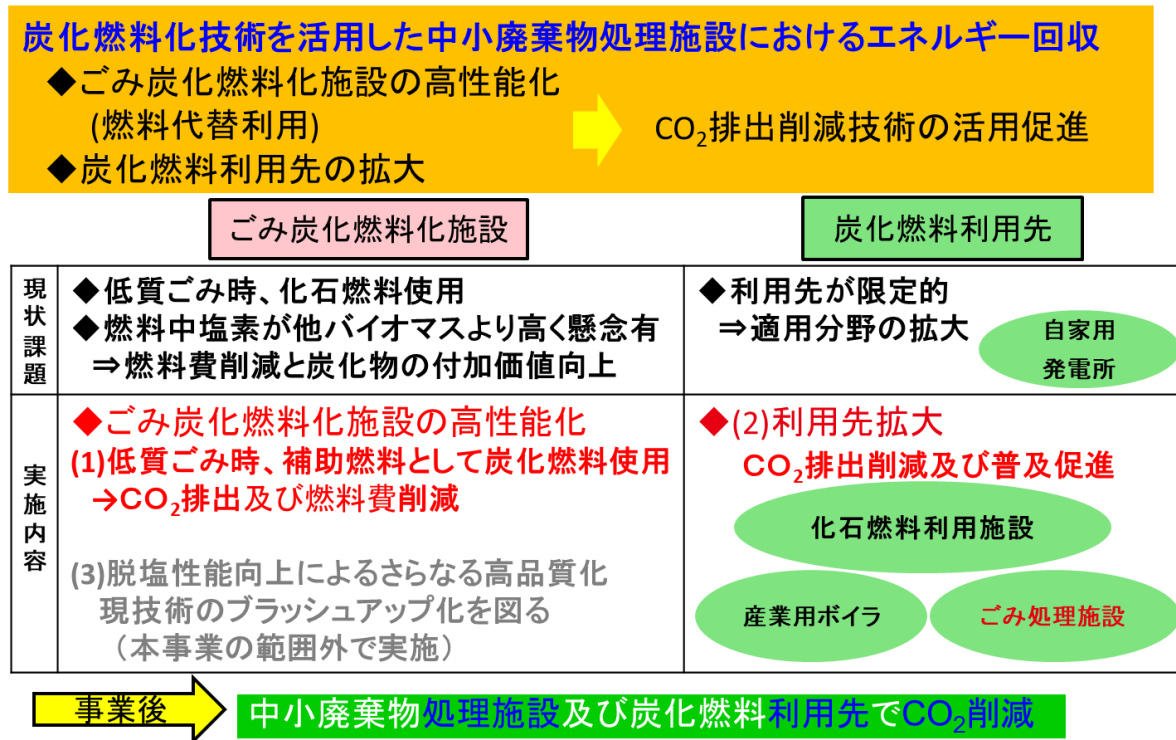 炭化燃料化技術を活用した中小廃棄物処理施設におけるエネルギー回収
◆ごみ炭化燃料化施設の高性能化
(燃料代替利用)
◆炭化燃料利用先の拡大
CO₂排出削減技術の活用促進
ごみ炭化燃料化施設
炭化燃料利用先
現状課題
◆低質ごみ時、化石燃料使用
◆燃料中塩素が他バイオマスより高く懸念有
⇒燃料費削減と炭化物の付加価値向上
◆利用先が限定的
⇒適用分野の拡大
自家用
発電所
実施内容
◆ごみ炭化燃料化施設の高性能化
(1)低質ごみ時、補助燃料として炭化燃料使用
→CO₂排出及び燃料費削減
(3)脱塩性能向上によるさらなる高品質化
現技術のブラッシュアップ化を図る
（本事業の範囲外で実施）
◆(2)利用先拡大
CO₂排出削減及び普及促進
化石燃料利用施設
産業用ボイラ
ごみ処理施設
事業後
中小廃棄物処理施設及び炭化燃料利用先でCO₂削減